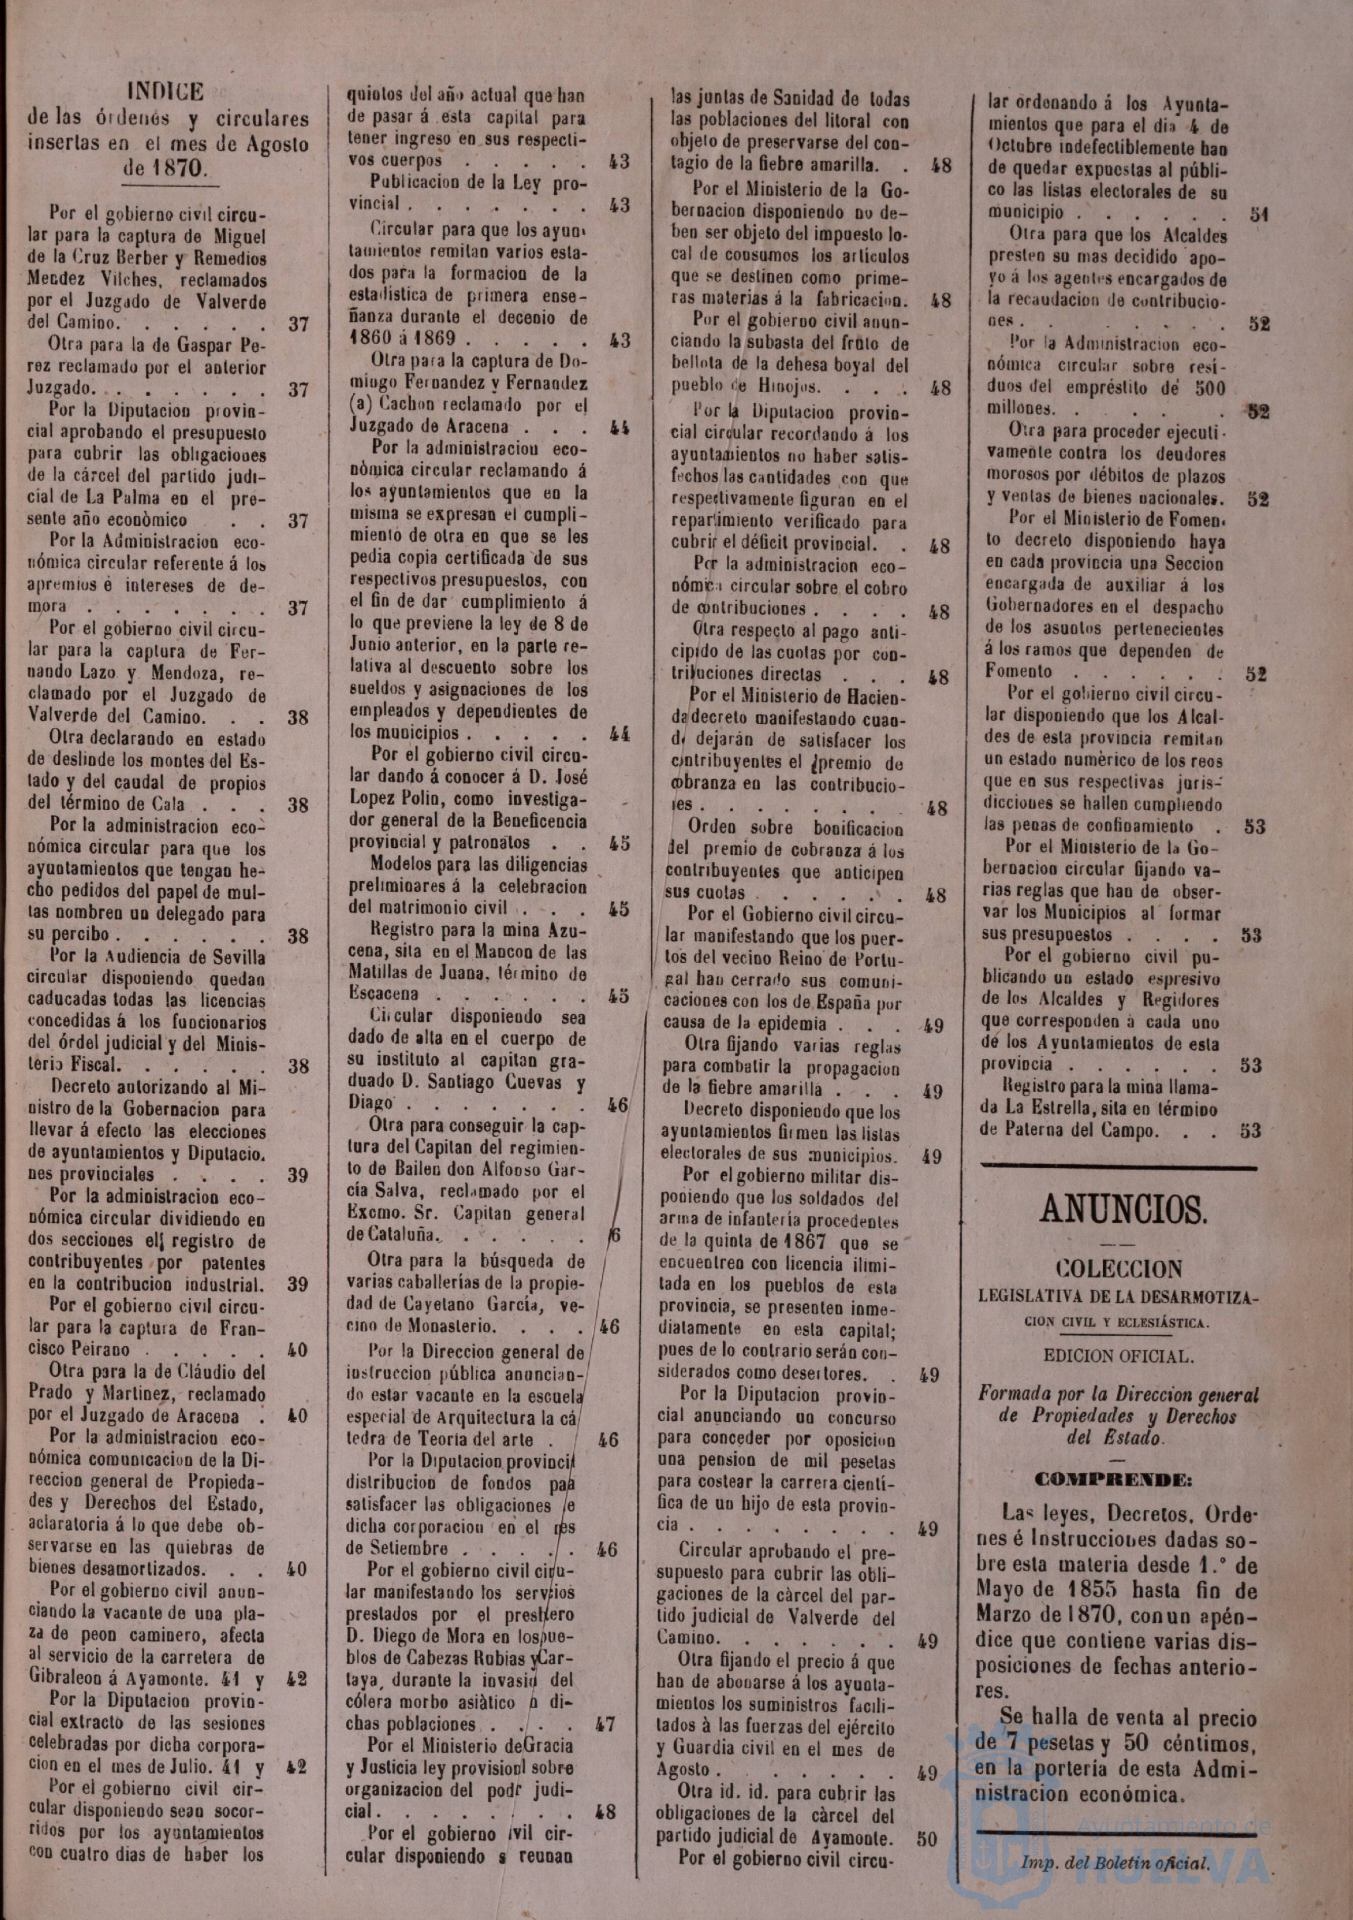 INDICE
de las órdenés y circulares
insertas en el mes de Agosto
de 1870.
Por el gobierno civil circu-
lar para la captura de Miguel
de la Cruz Berber y Remedios
Mendez Vilches, reclamados
por el Juzgado de Valverde
del Camino. . . . . . 37
Otra para la de Gaspar Pe-
rez reclamado por el anterior
Juzgado. . . . . . . 37
Por la Diputacion provin-
cial aprobando el presupuesto
para cubrir las obligaciones
de la cárcel del partido judi-
cial de La Palma en el pre-
sente año econòmico . . 37
Por la Administracion eco-
nómica circular referente á los
apremios é intereses de de-
mora . . . . . . . 37
Por el gobierno civil circu-
lar para la captura de Fer-
nando Lazo y Mendoza, re-
clamado por el Juzgado de
Valverde del Camino. . . 38
Otra declarando en estado
de deslinde los montes del Es-
tado y del caudal de propios
del término de Cala . . . 38
Por la administracion eco-
nómica circular para que los
ayuntamientos que tengan he-
cho pedidos del papel de mul-
tas nombren un delegado para
su percibo . . . . . . 38
Por la Audiencia de Sevilla
circular disponiendo quedan
caducadas todas las licencias
concedidas á los funcionarios
del órdel judicial y del Minis-
terio Fiscal. . . . . . 38
Decreto autorizando al Mi-
nistro de la Gobernacion para
llevar á efecto las elecciones
de ayuntamientos y Diputacio.
nes provinciales . . . . 39
Por la administracion eco-
nómica circular dividiendo en
dos secciones el registro de
contribuyentes por patentes
en la contribucion industrial. 39
Por el gobierno civil circu-
lar para la captura de Fran-
cisco Peirano . . . . . 40
Otra para la de Cláudio del
Prado y Martinez, reclamado
por el Juzgado de Aracena . 40
Por la administracion eco-
nómica comunicacion de la Di-
reccion general de Propieda-
des y Derechos del Estado,
aclaratoria á lo que debe ob-
servarse en las quiebras de
bienes desamortizados. . . 40
Por el gobierno civil anun-
ciando la vacante de una pla-
za de peon caminero, afecta
al servicio de la carretera de
Gibraleon á Ayamonte. 41 y 42
Por la Diputacion provin-
cial extracto de las sesiones
celebradas por dicha corpora-
cion en el mes de Julio. 41 y 42
Por el gobierno civil cir-
cular disponiendo sean socor-
ridos por los ayuntamientos
con cuatro dias de haber los
quintos del año actual que han
de pasar á esta capital para
tener ingreso en sus respecti-
vos cuerpos . . . . . 43
Publicacion de la Ley pro-
vincial . . . . . . . 43
Circular para que los ayun-
tamientos remitan varios esta-
dos para la formacion de la
estadística de primera ense-
ñanza durante el decenio de
1860 á 1869 . . . . . 43
Otra para la captura de Do-
mingo Fernandez y Fernandez
(a) Cachon reclamado por el
Juzgado de Aracena . . . 44
Por la administracion eco-
nòmica circular reclamando á
los ayuntamientos que en la
misma se expresan el cumpli-
miento de otra en que se les
pedia copia certificada de sus
respectivos presupuestos, con
el fin de dar cumplimiento á
lo que previene la ley de 8 de
Junio anterior, en la parte re-
lativa al descuento sobre los
sueldos y asignaciones de los
empleados y dependientes de
los municipios . . . . . 44
Por el gobierno civil circu-
lar dando á conocer á D. José
Lopez Polin, como investiga-
dor general de la Beneficencia
provincial y patronatos . . 45
Modelos para las diligencias
preliminares á la celebracion
del matrimonio civil . . . 45
Registro para la mina Azu-
cena, sita en el Mancon de las
Matillas de Juana, término de
Escacena . . . . . . 45
Circular disponiendo sea
dado de alta en el cuerpo de
su instituto al capitan gra-
duado D. Santiago Cuevas y
Diago . . . . . . . 46
Otra para conseguir la cap-
tura del Capitan del regimien-
to de Bailen don Alfonso Gar-
cía Salva, reclamado por el
Excmo. Sr. Capitan general
de Cataluña. . . . . . 6
Otra para la búsqueda de
varias caballerías de la propie-
dad de Cayetano García, ve-
cino de Monasterio. . . . 46
Por la Direccion general de
instruccion pública anuncian-
do estar vacante en la escuela
especial de Arquitectura la cá
tedra de Teoría del arte . 46
Por la Diputacion provincil
distribucion de fondos paa
satisfacer las obligaciones e
dicha corporacion en el es
de Setiembre . . . . . 46
Por el gobierno civil ciru-
lar manifestando los servios
prestados por el presbero
D. Diego de Mora en los pue-
blos de Cabezas Rubias y Car-
taya, durante la invasi del
cólera morbo asiàtico di-
chas poblaciones . . . . 47
Por el Ministerio de Gracia
y Justicia ley provisionl sobre
organizacion del podr judi-
cial. . . . . . . . 48
Por el gobierno ivil cir-
cular disponiendo s reunan
las juntas de Sanidad de todas
las poblaciones del litoral con
objeto de preservarse del con-
tagio de la fiebre amarilla. . 48
Por el Ministerio de la Go-
bernacion disponiendo no de-
ben ser objeto del impuesto lo-
cal de consumos los artículos
que se destinen como prime-
ras materias á la fabricacion. 48
Por el gobierno civil anun-
ciando la subasta del fruto de
bellota de la dehesa boyal del
pueblo de Hinojos. . . . 48
Por la Diputacion provin-
cial circular recordando á los
ayuntamientos no haber satis-
fechos las cantidades con que
respectivamente figuran en el
repartimiento verificado para
cubrir el déficit provincial. . 48
Por la administracion eco-
nómica circular sobre el cobro
de contribuciones . . . . 48
Otra respecto al pago anti-
cipido de las cuotas por con-
tribuciones directas . . . 48
Por el Ministerio de Hacien-
da decreto manifestando cuan-
d dejarán de satisfacer los
contribuyentes el premio de
cobranza en las contribucio-
nes . . . . . . . 48
Orden sobre bonificacion
del premio de cobranza á los
contribuyentes que anticipen
sus cuotas . . . . . . 48
Por el Gobierno civil circu-
lar manifestando que los puer-
tos del vecino Reino de Portu-
gal han cerrado sus comuni-
caciones con los de España por
causa de la epidemia . . . 49
Otra fijando varias reglas
para combatir la propagacion
de la fiebre amarilla . . . 49
Decreto disponiendo que los
ayuntamientos firmen las listas
electorales de sus municipios. 49
Por el gobierno militar dis-
poniendo que los soldados del
arma de infantería procedentes
de la quinta de 1867 que se
encuentren con licencia ilimi-
tada en los pueblos de esta
provincia, se presenten inme-
diatamente en esta capital;
pues de lo contrario serán con-
siderados como desertores. . 49
Por la Diputacion provin-
cial anunciando un concurso
para conceder por oposicion
una pension de mil pesetas
para costear la carrera cientí-
fica de un hijo de esta provin-
cia . . . . . . . . 49
Circular aprobando el pre-
supuesto para cubrir las obli-
gaciones de la càrcel del par-
tido judicial de Valverde del
Camino. . . . . . . 49
Otra fijando el precio á que
han de abonarse á los ayunta-
mientos los suministros facili-
tados à las fuerzas del ejército
y Guardia civil en el mes de
Agosto . . . . . . . 49
Otra id. id. para cubrir las
obligaciones de la càrcel del
partido judicial de Ayamonte. 50
Por el gobierno civil circu-
lar ordenando á los Ayunta-
mientos que para el dia 4 de
Octubre indefectiblemente han
de quedar expuestas al públi-
co las listas electorales de su
municipio . . . . . . 51
Otra para que los Alcaldes
presten su mas decidido apo-
yo á los agentes encargados de
la recaudacion de contribucio-
nes . . . . . . . 52
Por la Administracion eco-
nómica circular sobre resí-
duos del empréstito de 500
millones. . . . . 52
Otra para proceder ejecuti-
vamente contra los deudores
morosos por débitos de plazos
y ventas de bienes nacionales. 52
Por el Ministerio de Fomen-
to decreto disponiendo haya
en cada provincia una Seccion
encargada de auxiliar á los
Gobernadores en el despacho
de los asuntos pertenecientes
á los ramos que dependen de
Fomento . . . . . . 52
Por el gobierno civil circu-
lar disponiendo que los Alcal-
des de esta provincia remitan
un estado numèrico de los reos
que en sus respectivas juris-
dicciones se hallen cumpliendo
las penas de confinamiento . 53
Por el Ministerio de la Go-
bernacion circular fijando va-
rias reglas que han de obser-
var los Municipios al formar
sus presupuestos . . . . 53
Por el gobierno civil pu-
blicando un estado espresivo
de los Alcaldes y Regidores
que corresponden à cada uno
de los Ayuntamientos de esta
provincia . . . . . . 53
Registro para la mina llama-
da La Estrella, sita en término
de Paterna del Campo. . . 53
ANUNCIOS.
COLECCION
LEGISLATIVA DE LA DESARMOTIZA-
CION CIVIL Y ECLESIÁSTICA.
EDICION OFICIAL.
Formada por la Direccion general
de Propiedades y Derechos
del Estado.
COMPRENDE:
Las leyes, Decretos, Orde-
nes é Instrucciones dadas so-
bre esta materia desde 1.° de
Mayo de 1855 hasta fin de
Marzo de 1870, con un apén-
dice que contiene varias dis-
posiciones de fechas anterio-
res.
Se halla de venta al precio
de 7 pesetas y 50 céntimos,
en la portería de esta Admi-
nistracion económica.
Imp. del Boletin oficial.
Ayuntamiento de
HUELVA